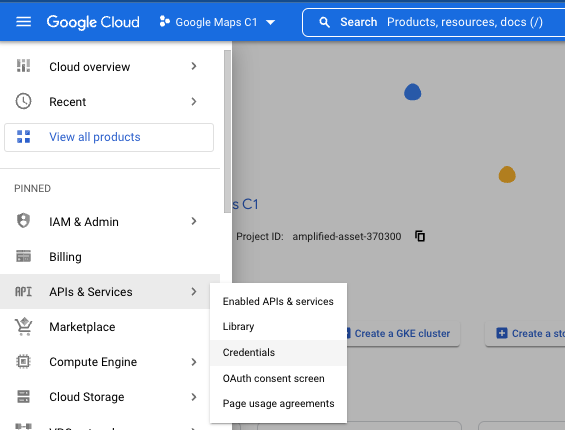 Google Cloud
Google Maps C1
Search Products, resources, docs (/)
Cloud overview
Recent
View all products
PINNED
IAM & Admin
Billing
API APIs & Services
Marketplace
Compute Engine
Cloud Storage
s C1
Project ID: amplified-asset-370300
Create a GKE cluster
Create a sto
Enabled APIs & services
Library
Credentials
OAuth consent screen
Page usage agreements